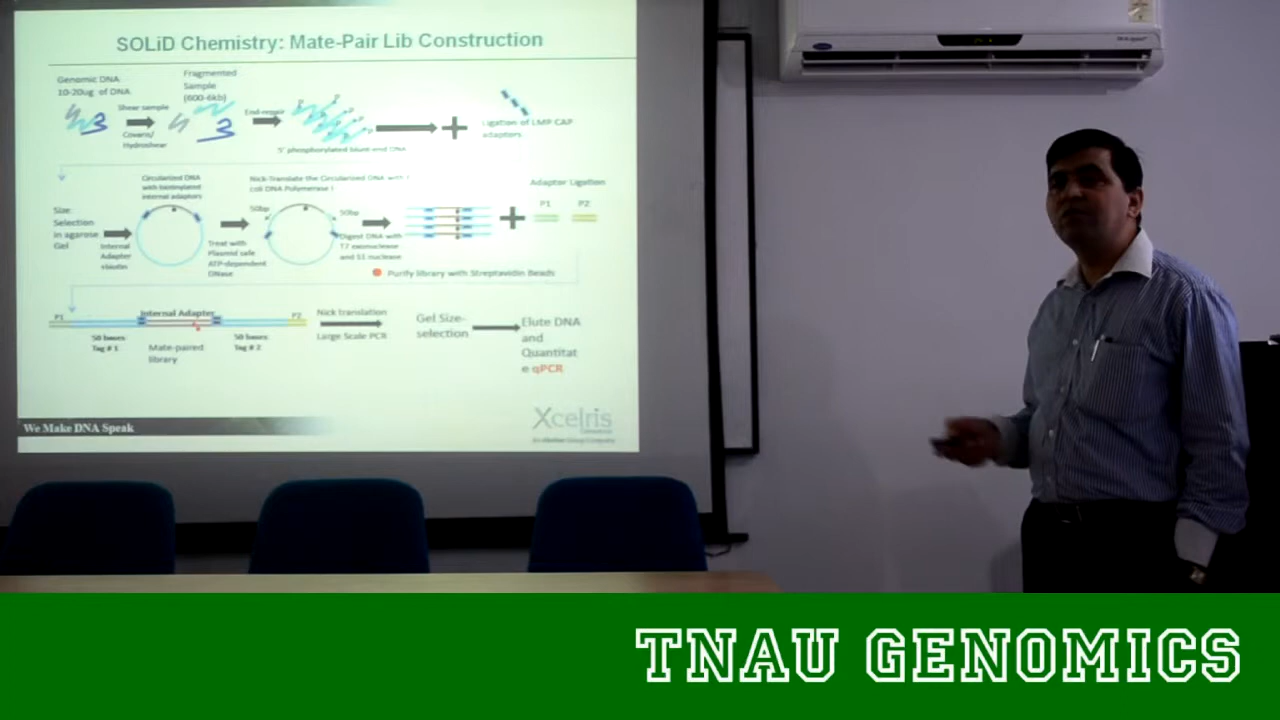 SOLiD Chemistry: Mate-Pair Lib Construction
Genomic DNA
10-20ug of DNA
Fragmented
Sample
(600-6kb)
Shear sample
Covaris/
Hydroshear
End-repair
5' phosphorylated blunt end DNA
Ligation of LMP CAP
adaptors
Size
Selection
in agarose
Gel
Internal
Adapter
Circularized DNA
with biotinylated
internal adaptors
Treat with
Plasmid safe
ATP-dependent
DNase
Nick-Translate the Circularized DNA with
coli DNA Polymerase I
50bp
50bp
Digest DNA with
T7 exonuclease
and S1 nuclease
Adapter Ligation
P1 P2
Purify library with Streptavidin Beads
P1
Internal Adapter
P2
50 bases
Tag # 1
Mate-paired
library
50 bases
Tag # 2
Nick translation
Large Scale PCR
Gel Size-
selection
Elute DNA
and
Quantitat
e qPCR
We Make DNA Speak
Xcelris
TNAU GENOMICS